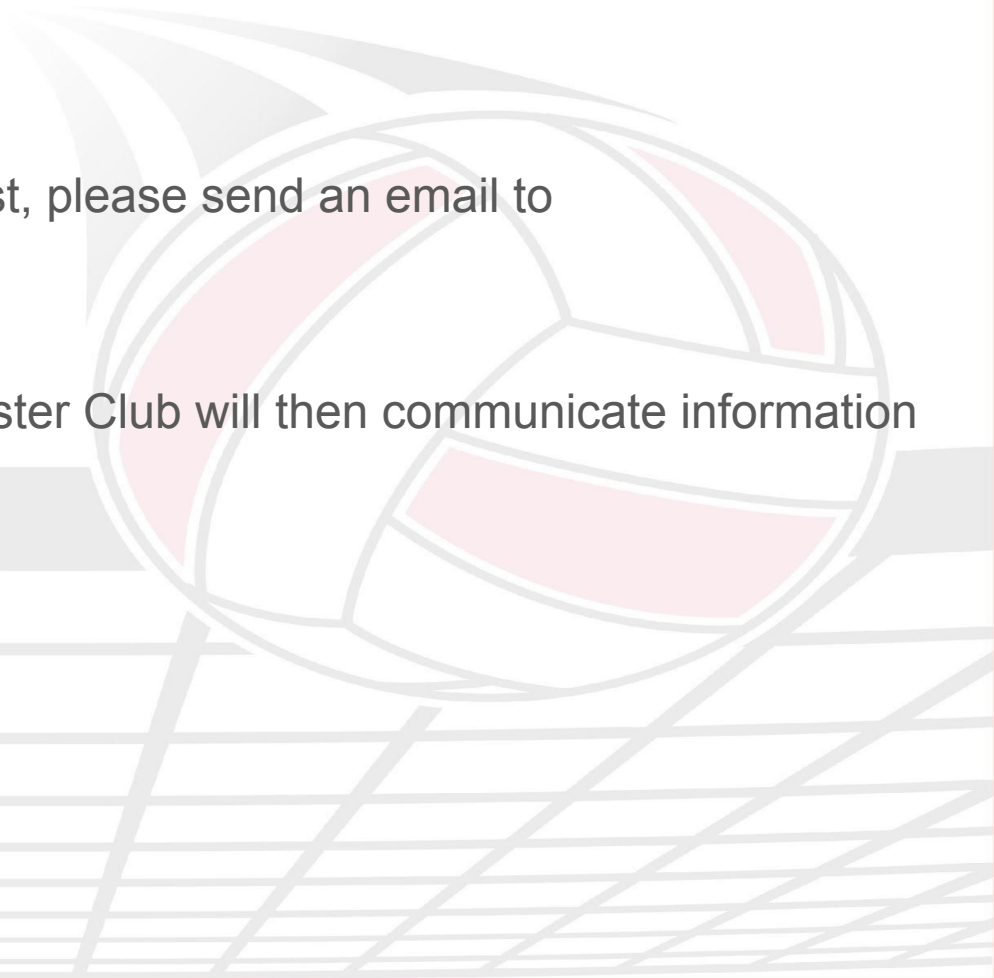 st, please send an email to
ster Club will then communicate information